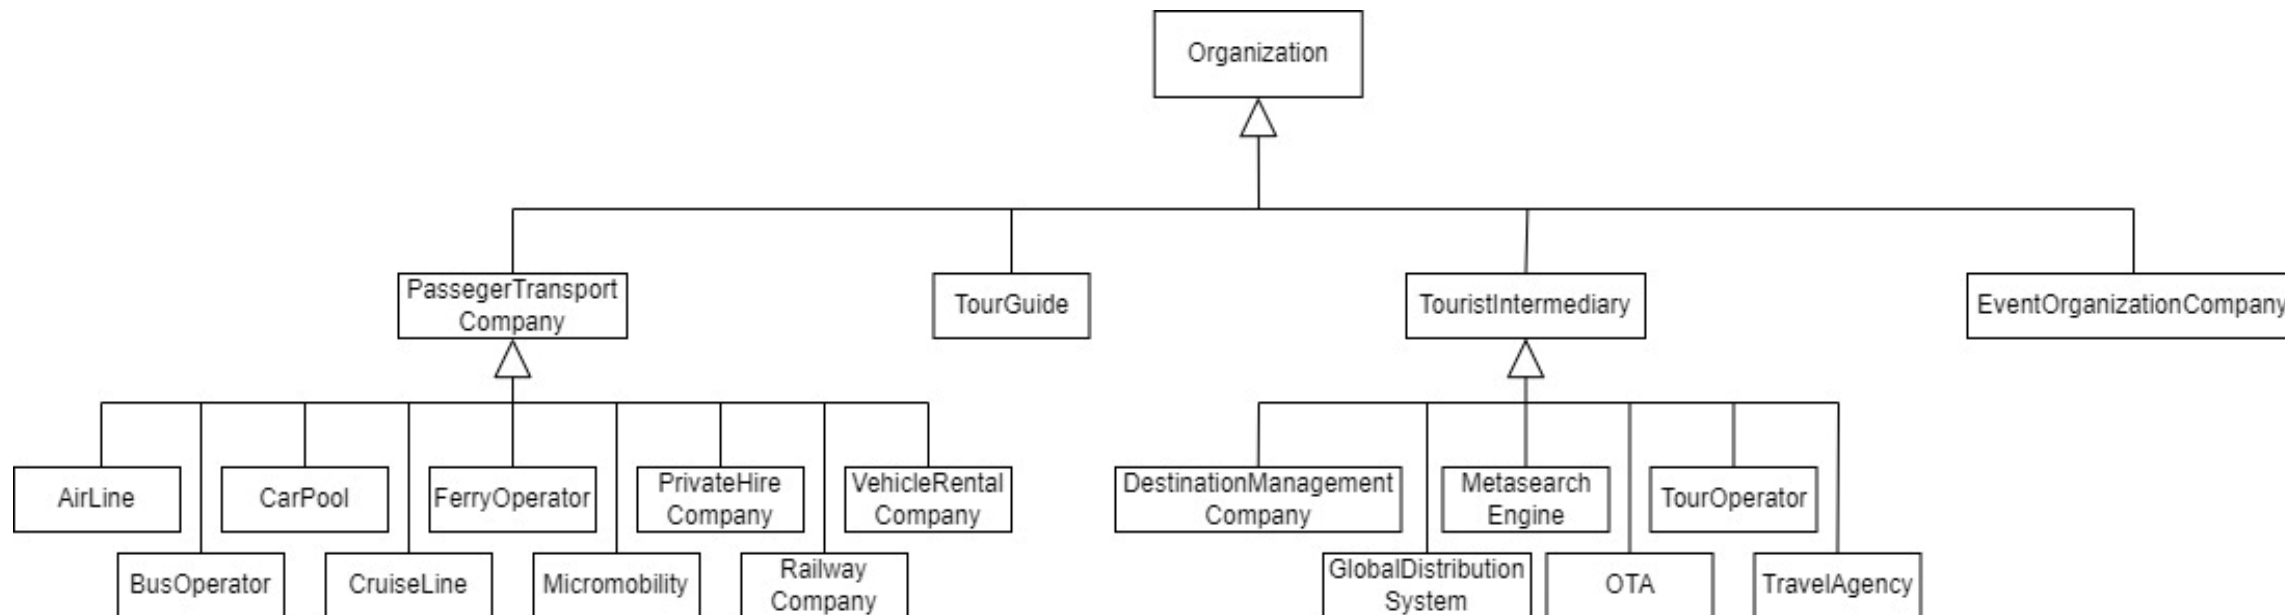 Organization
PassegerTransport
Company
TourGuide
TouristIntermediary
EventOrganizationCompany
AirLine
CarPool
FerryOperator
PrivateHire
Company
VehicleRental
Company
DestinationManagement
Company
Metasearch
Engine
TourOperator
BusOperator
CruiseLine
Micromobility
Railway
Company
GlobalDistribution
System
OTA
TravelAgency